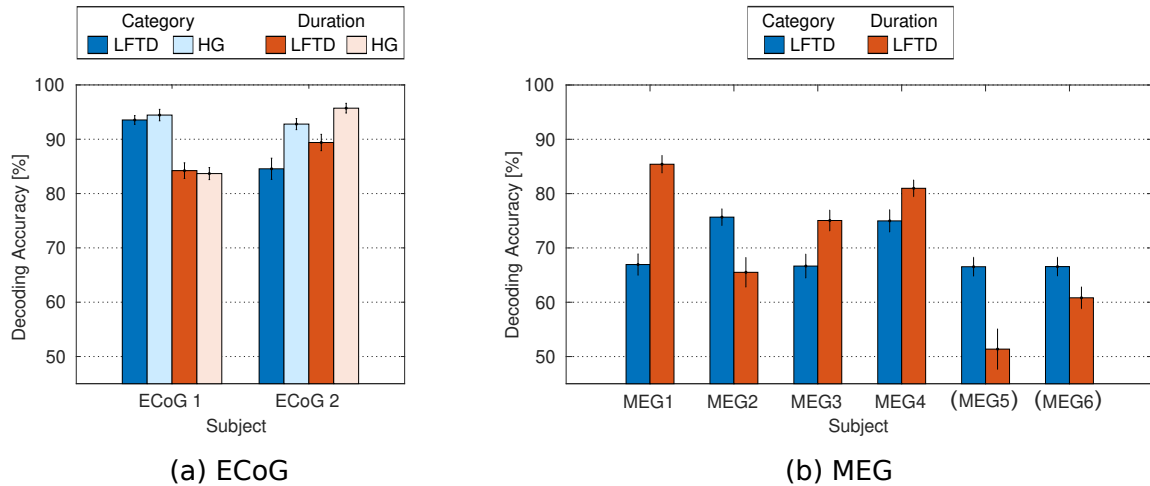 Category Duration
LFTD HG LFTD HG
100
90
80
70
60
50
Decoding Accuracy [%]
ECoG 1 ECoG 2
Subject
(a) ECoG
Category Duration
LFTD LFTD
100
90
80
70
60
50
Decoding Accuracy [%]
MEG1 MEG2 MEG3 MEG4 (MEG5) (MEG6)
Subject
(b) MEG